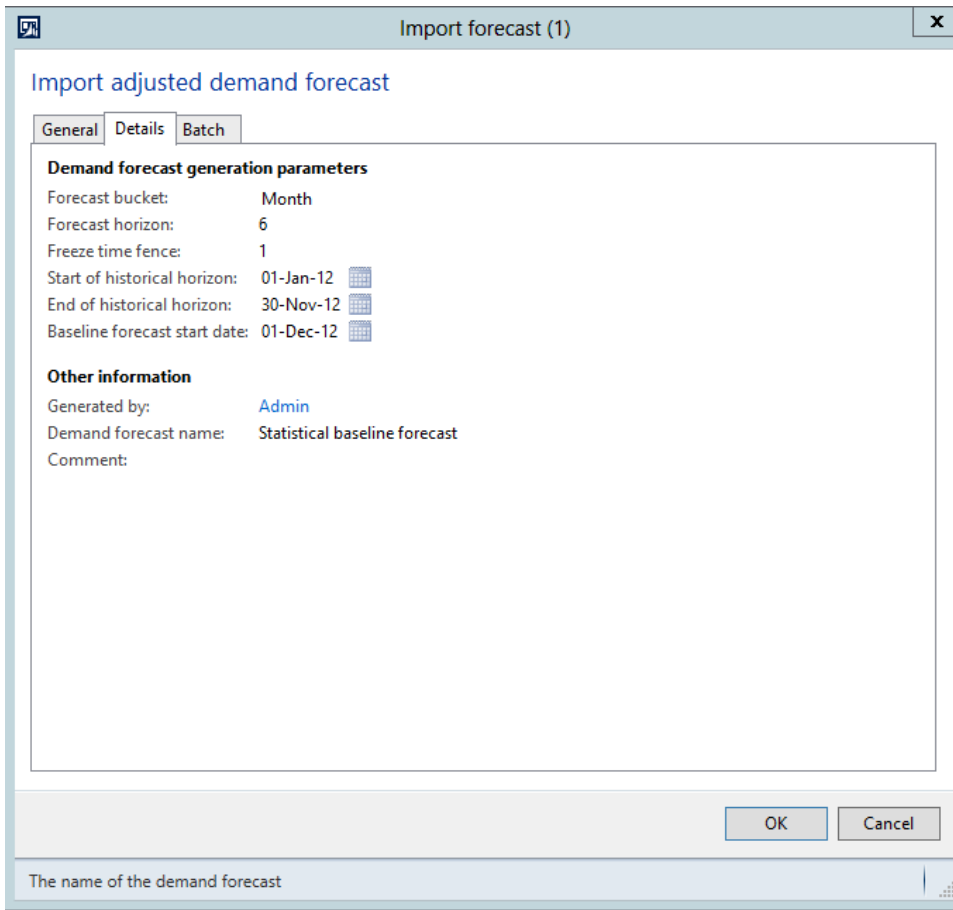 Import forecast (1)
x
Import adjusted demand forecast
General Details Batch
Demand forecast generation parameters
Forecast bucket: Month
Forecast horizon: 6
Freeze time fence: 1
Start of historical horizon: 01-Jan-12
End of historical horizon: 30-Nov-12
Baseline forecast start date: 01-Dec-12
Other information
Generated by: Admin
Demand forecast name: Statistical baseline forecast
Comment:
OK Cancel
The name of the demand forecast